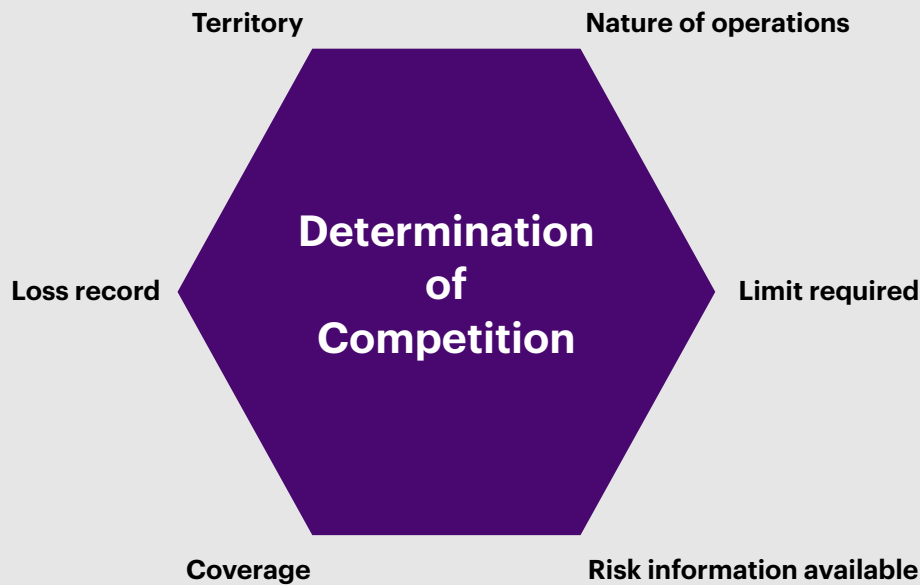 Territory
Nature of operations
Determination
of
Competition
Loss record
Limit required
Coverage
Risk information available